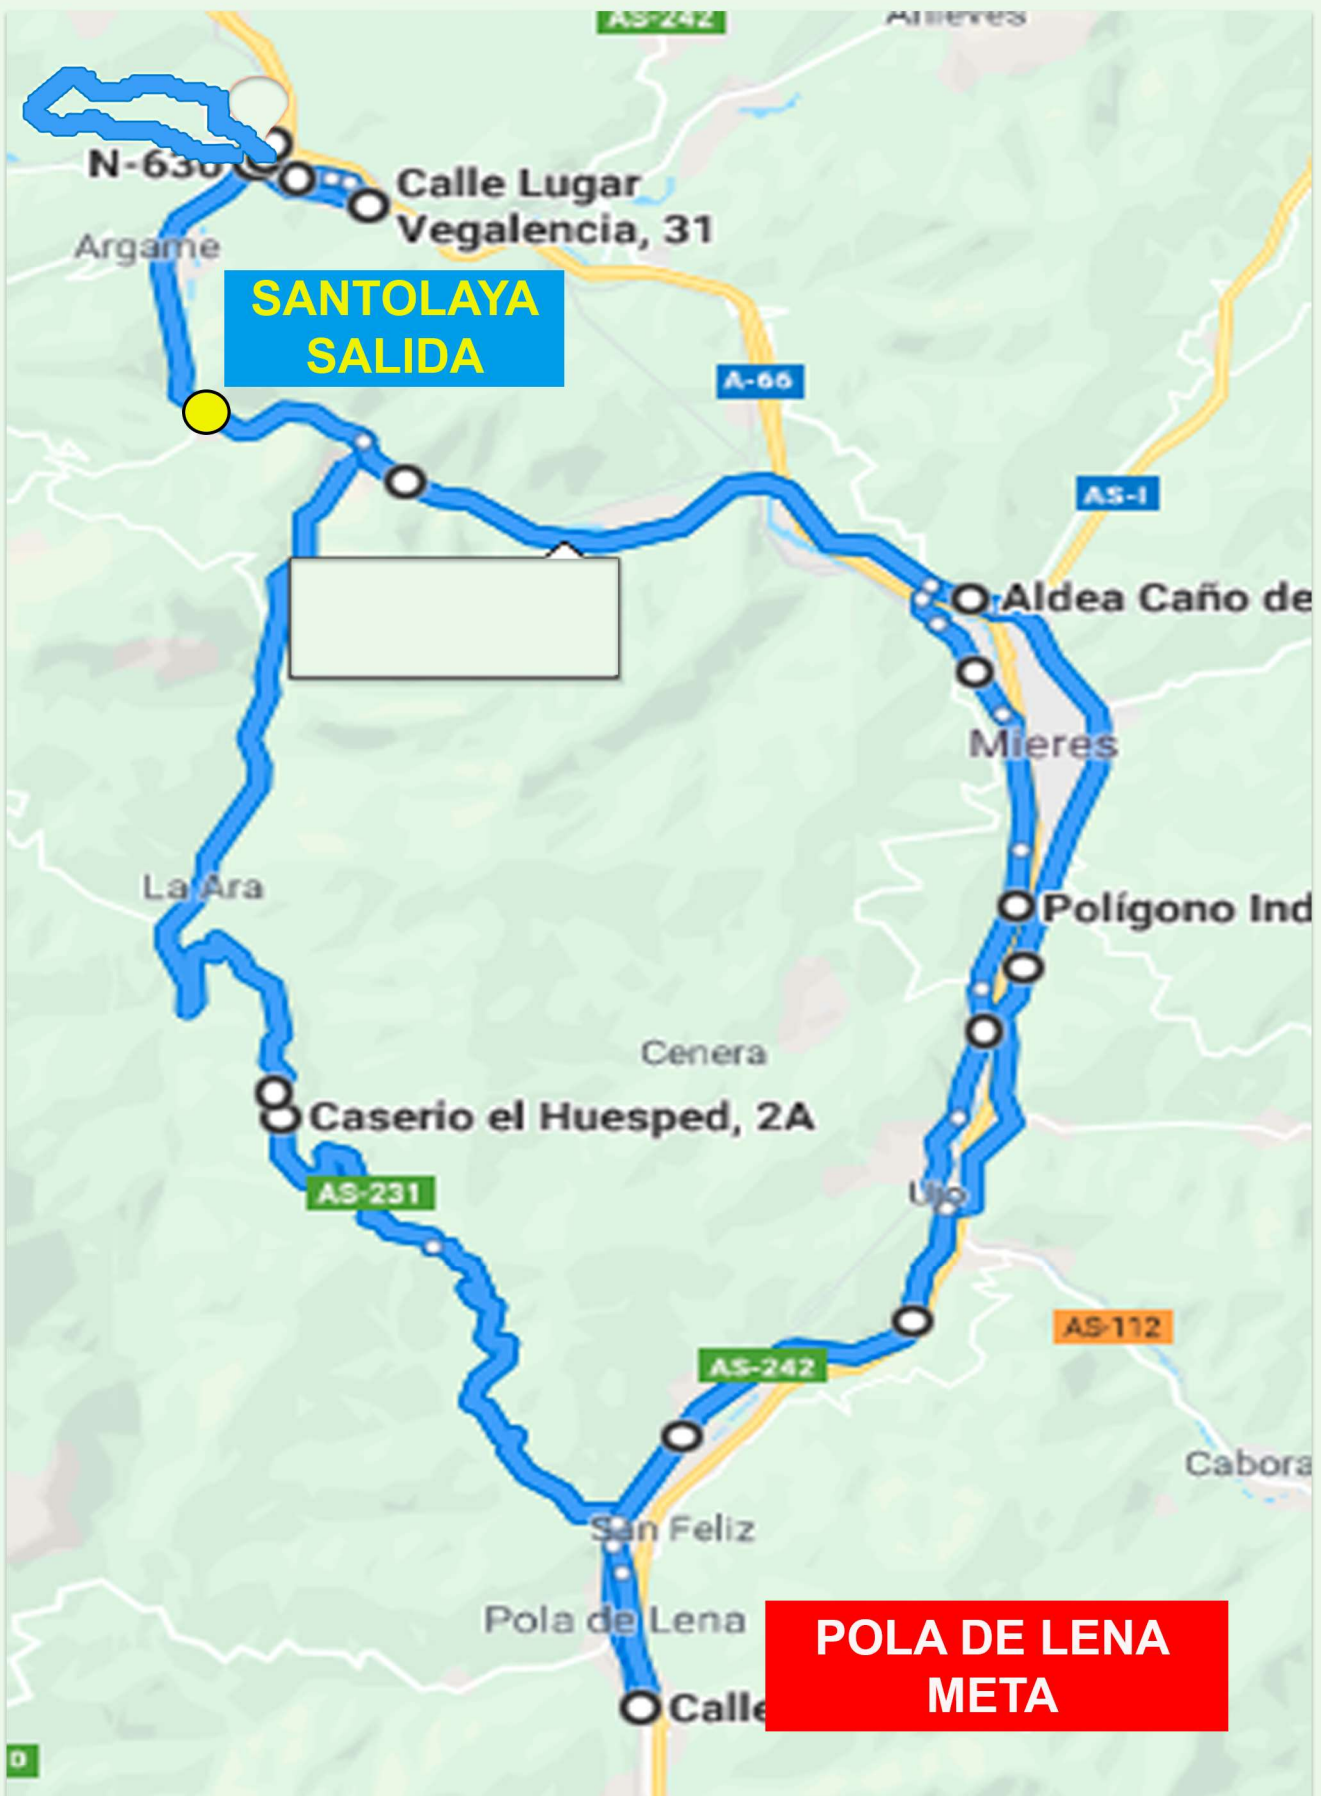 AS-242
Anieves
N-630
Calle Lugar
Vegalencia, 31
Argame
SANTOLAYA
SALIDA
A-66
AS-I
Aldea Caño de
Mieres
La Ara
Polígono Ind
Cenera
Caserio el Huesped, 2A
AS-231
Ujo
AS-112
AS-242
Cabora
San Feliz
Pola de Lena
POLA DE LENA
META
Calle
D